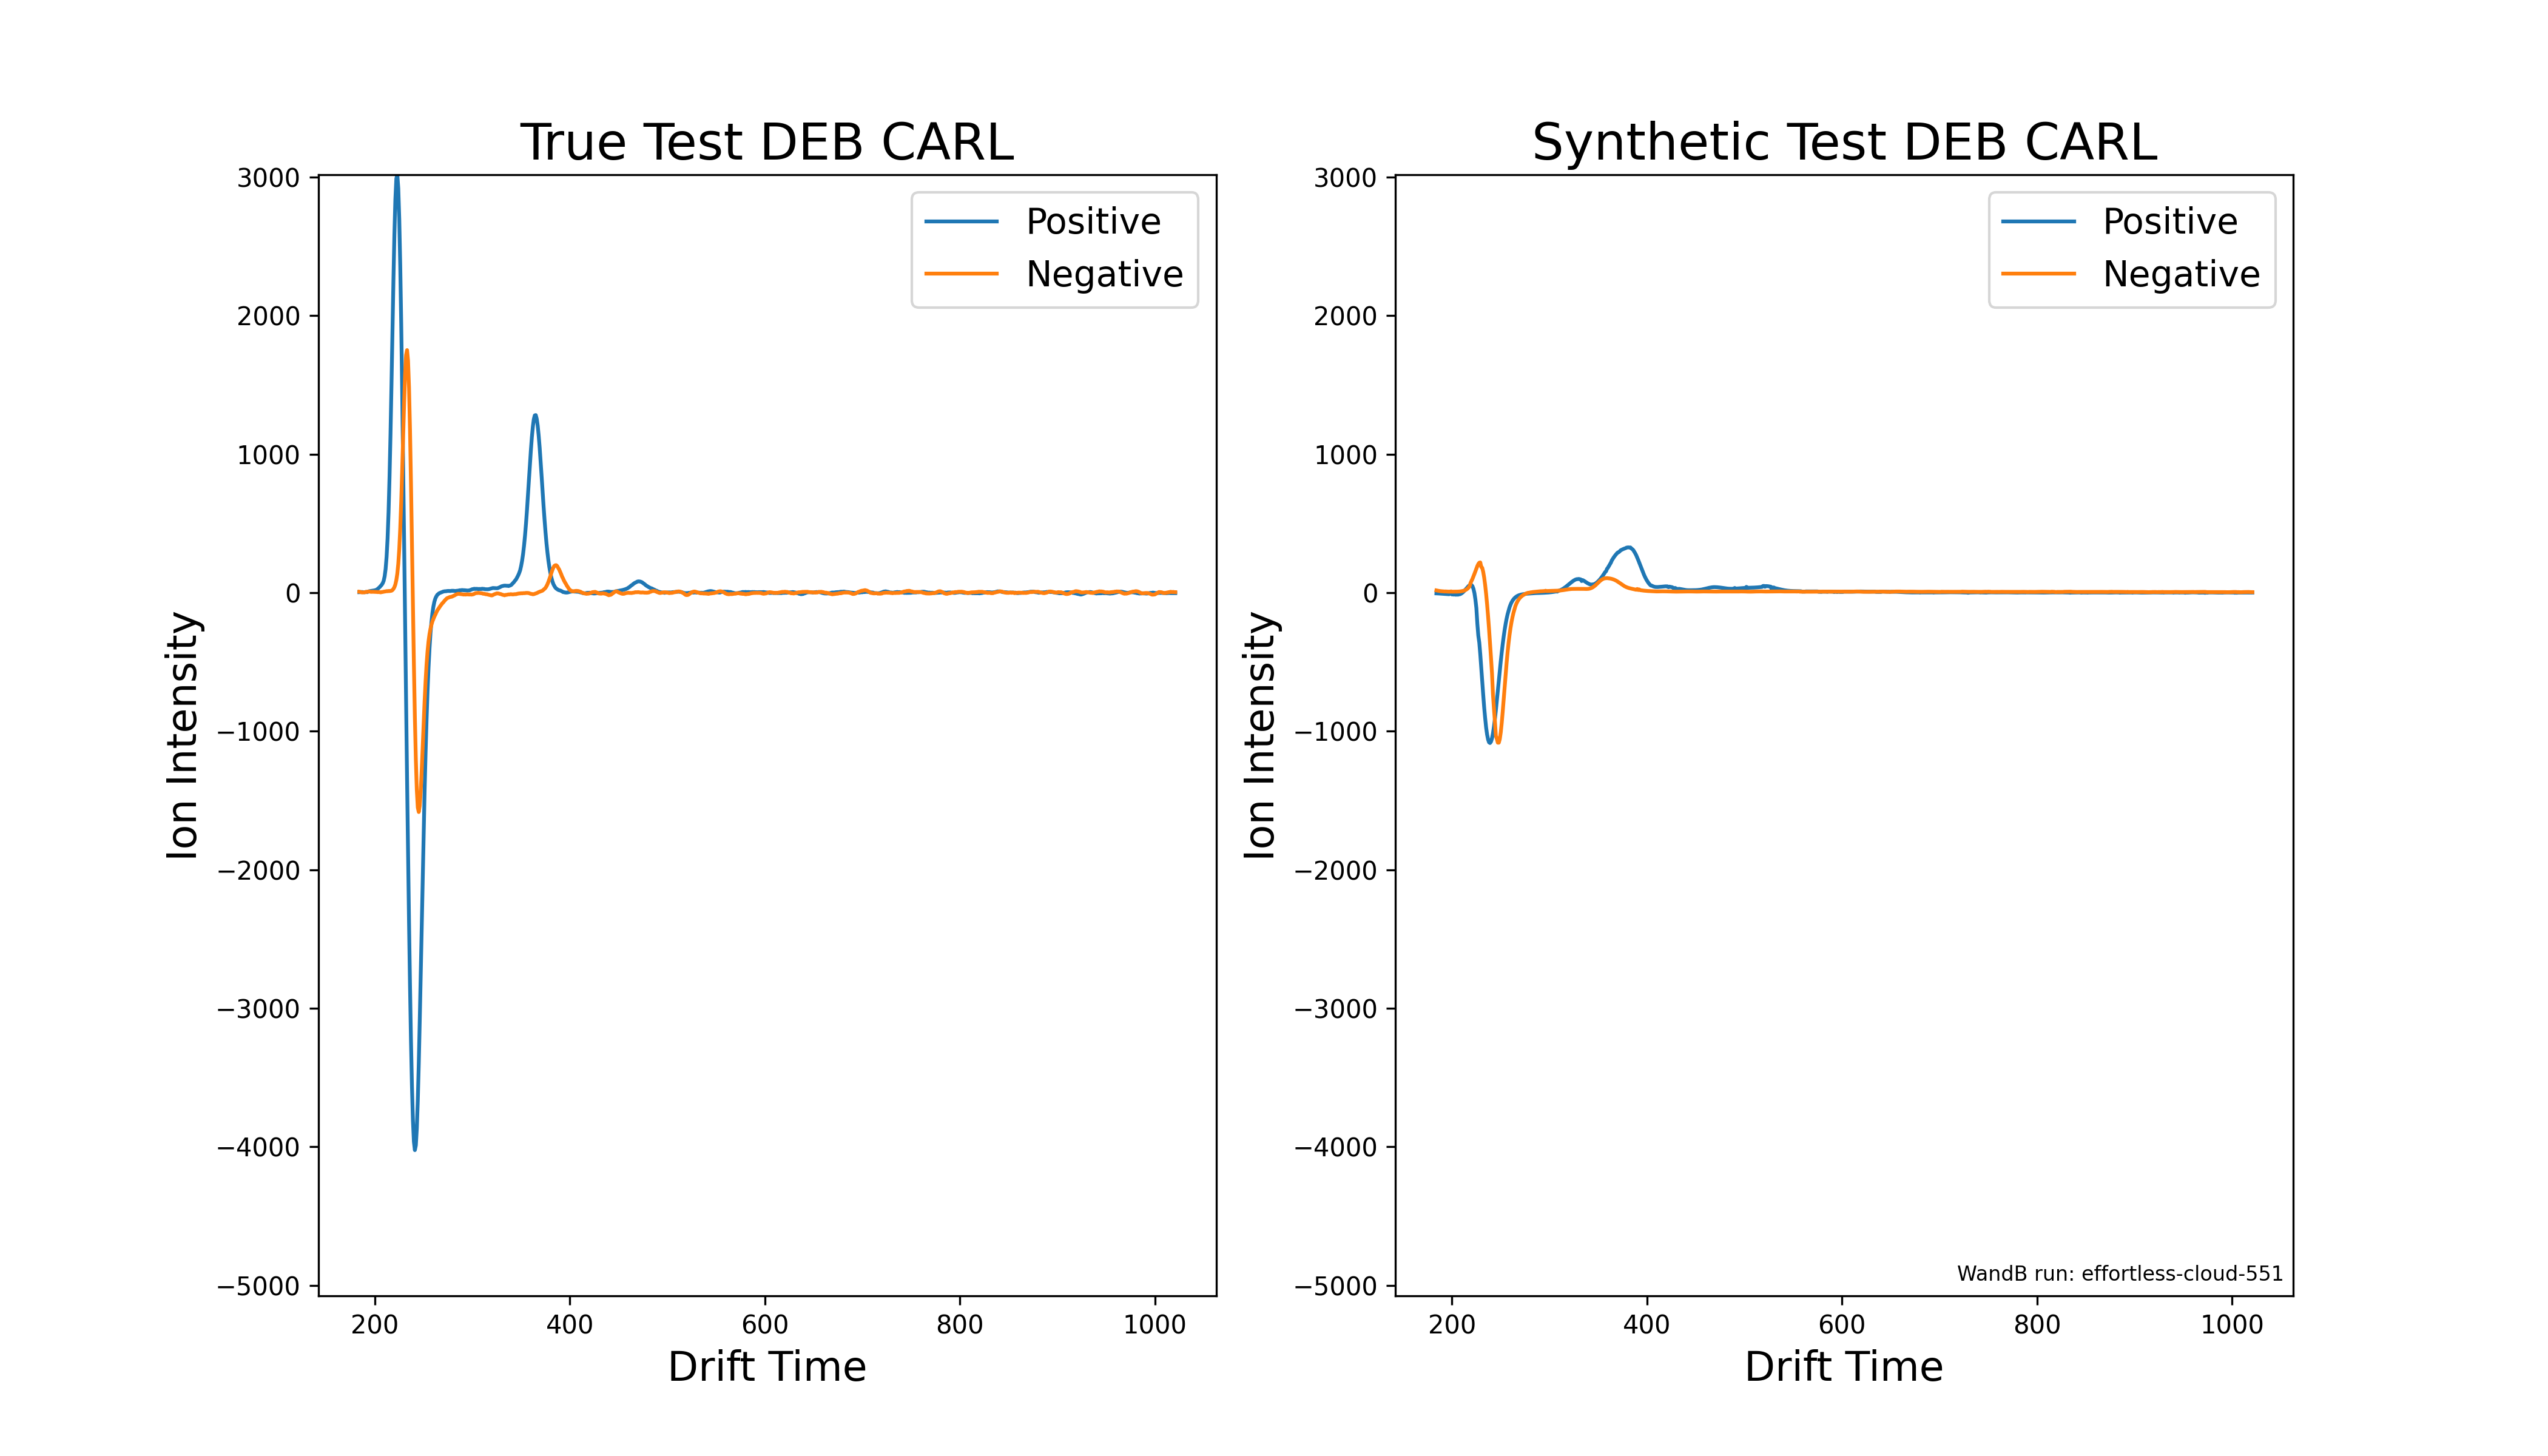 True Test DEB CARL
3000
2000
1000
0
−1000
−2000
−3000
−4000
−5000
Ion Intensity
Positive
Negative
200 400 600 800 1000
Drift Time
Synthetic Test DEB CARL
3000
2000
1000
0
−1000
−2000
−3000
−4000
−5000
Ion Intensity
Positive
Negative
WandB run: effortless-cloud-551
200 400 600 800 1000
Drift Time